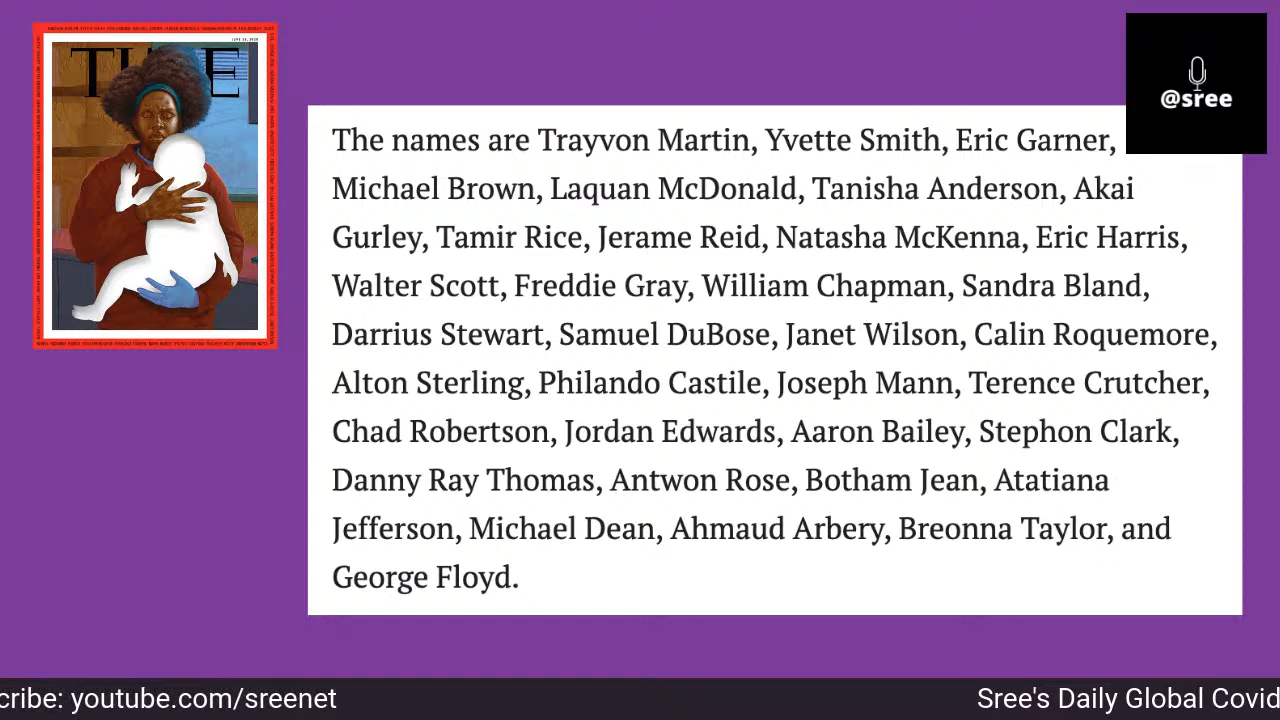 TIME
@sree
The names are Trayvon Martin, Yvette Smith, Eric Garner,
Michael Brown, Laquan McDonald, Tanisha Anderson, Akai
Gurley, Tamir Rice, Jerame Reid, Natasha McKenna, Eric Harris,
Walter Scott, Freddie Gray, William Chapman, Sandra Bland,
Darrius Stewart, Samuel DuBose, Janet Wilson, Calin Roquemore,
Alton Sterling, Philando Castile, Joseph Mann, Terence Crutcher,
Chad Robertson, Jordan Edwards, Aaron Bailey, Stephon Clark,
Danny Ray Thomas, Antwon Rose, Botham Jean, Atatiana
Jefferson, Michael Dean, Ahmaud Arbery, Breonna Taylor, and
George Floyd.
cribe: youtube.com/sreenet
Sree's Daily Global Covid